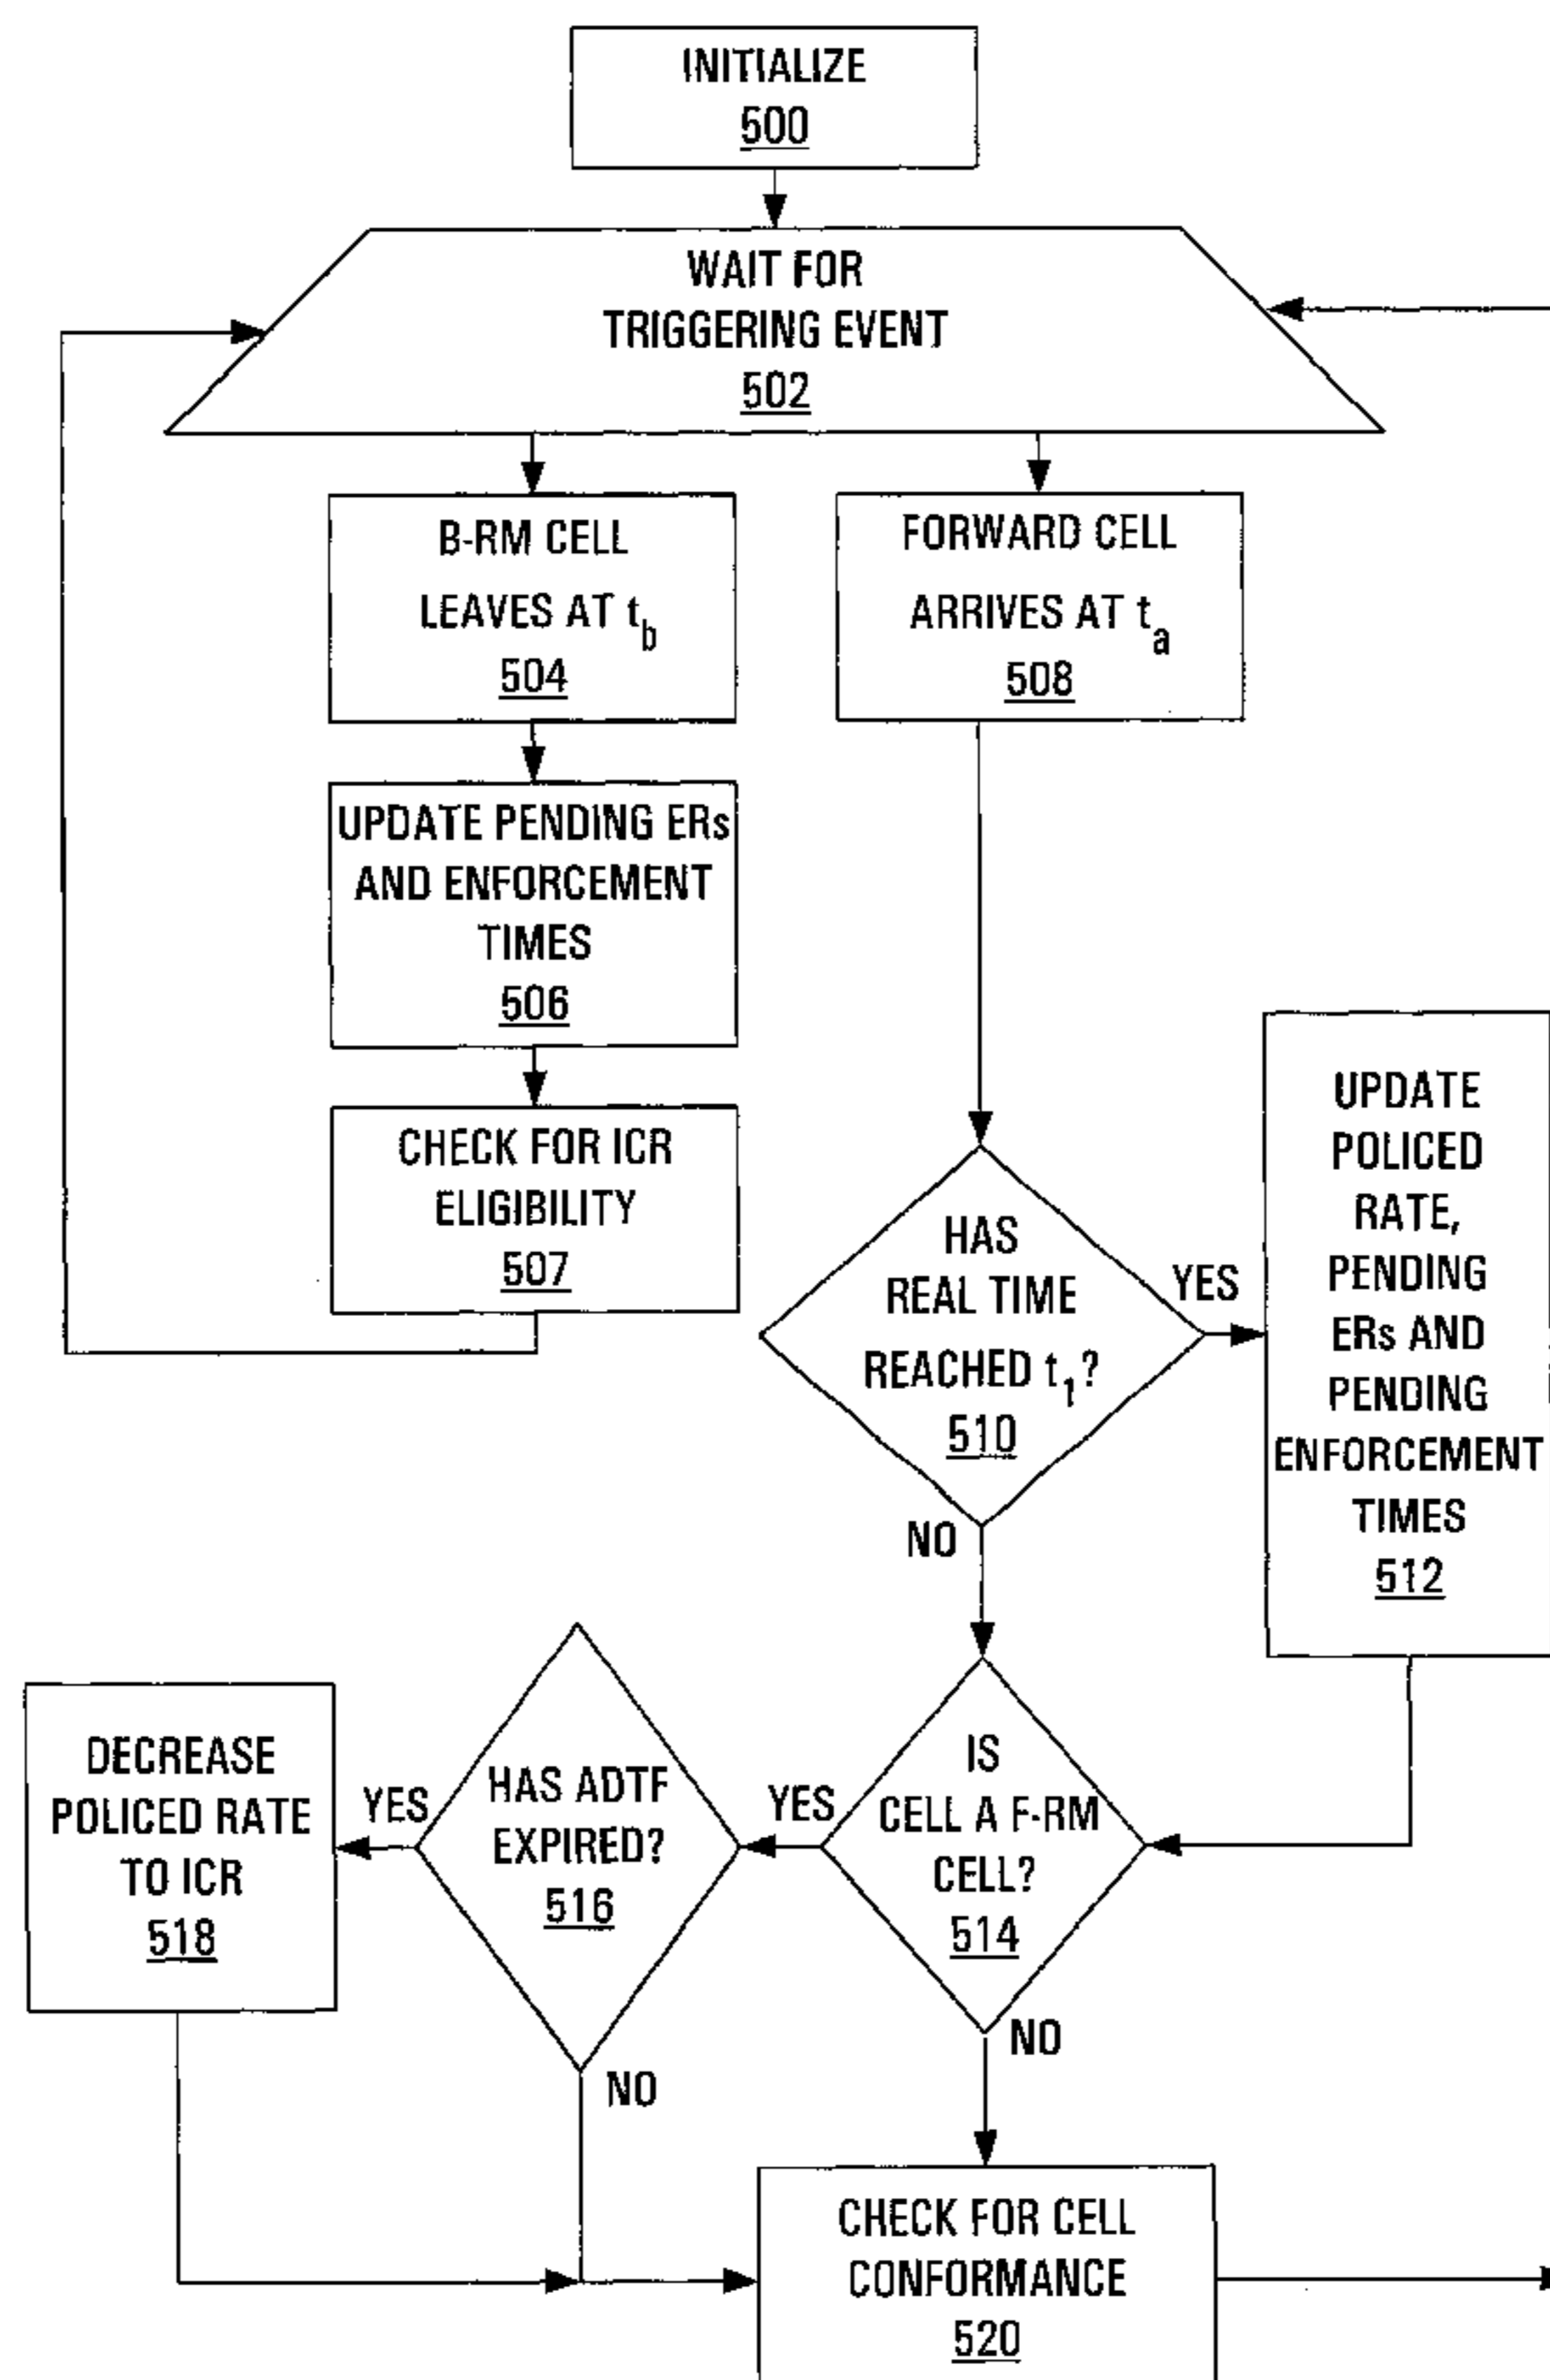 INITIALIZE
500
WAIT FOR
TRIGGERING EVENT
502
B-RM CELL
LEAVES AT t_b
504
FORWARD CELL
ARRIVES AT t_a
508
UPDATE PENDING ERs
AND ENFORCEMENT
TIMES
506
CHECK FOR ICR
ELIGIBILITY
507
HAS
REAL TIME
REACHED t_1?
510
YES
NO
UPDATE
POLICED
RATE,
PENDING
ERs AND
PENDING
ENFORCEMENT
TIMES
512
IS
CELL A F-RM
CELL?
514
YES
NO
HAS ADTF
EXPIRED?
516
YES
NO
DECREASE
POLICED RATE
TO ICR
518
CHECK FOR CELL
CONFORMANCE
520